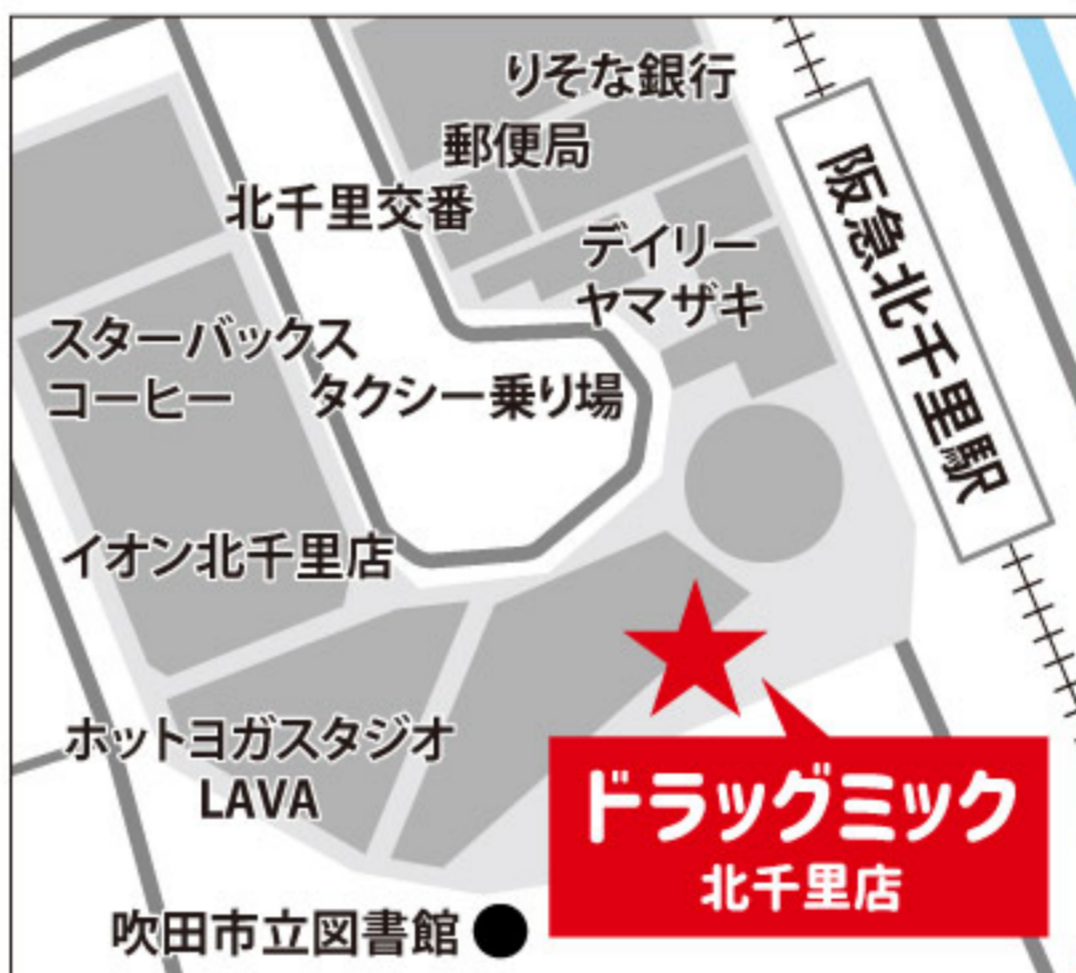 りそな銀行
郵便局
北千里交番
デイリー
ヤマザキ
阪急北千里駅
スターバックス
コーヒー
タクシー乗り場
イオン北千里店
ホットヨガスタジオ
LAVA
ドラッグミック
北千里店
吹田市立図書館